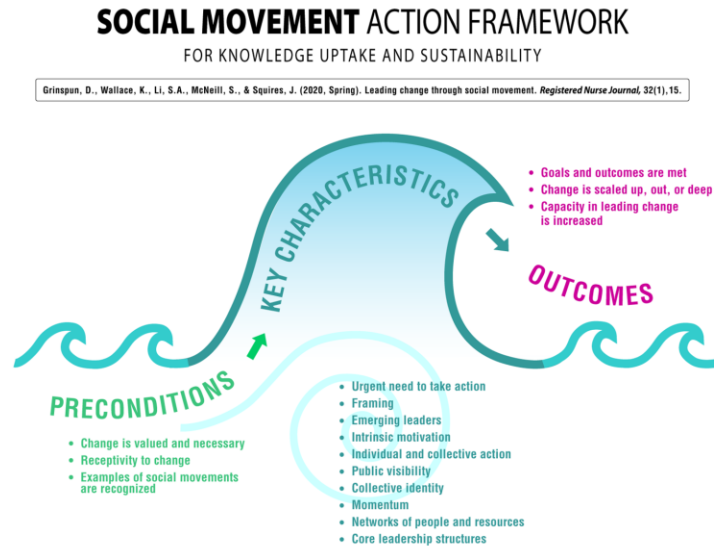 SOCIAL MOVEMENT ACTION FRAMEWORK
FOR KNOWLEDGE UPTAKE AND SUSTAINABILITY
Grinspun, D., Wallace, K., Li, S.A., McNeill, S., & Squires, J. (2020, Spring). Leading change through social movement. Registered Nurse Journal, 32(1),15.
KEY CHARACTERISTICS
• Goals and outcomes are met
• Change is scaled up, out, or deep
• Capacity in leading change
is increased
OUTCOMES
PRECONDITIONS
• Change is valued and necessary
• Receptivity to change
• Examples of social movements
are recognized
• Urgent need to take action
• Framing
• Emerging leaders
• Intrinsic motivation
• Individual and collective action
• Public visibility
• Collective identity
• Momentum
• Networks of people and resources
• Core leadership structures